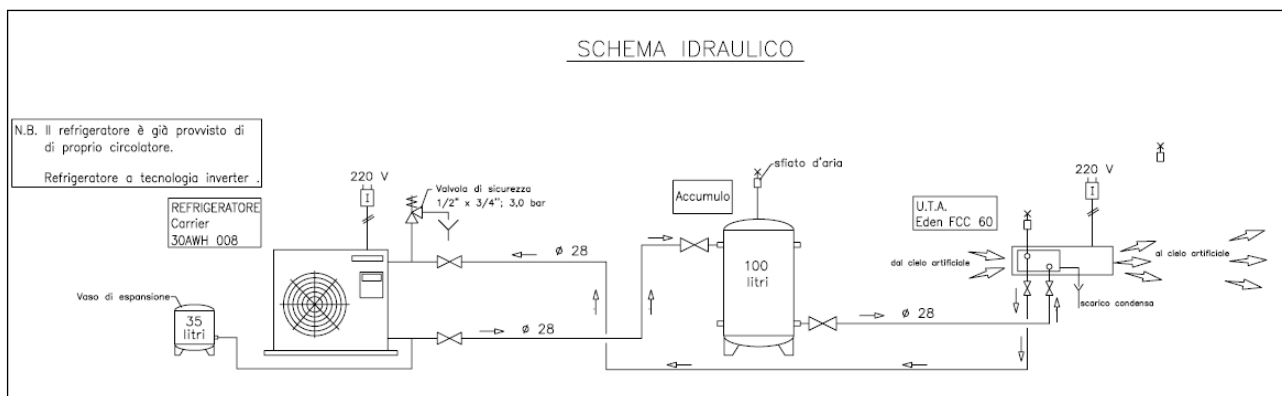 SCHEMA IDRAULICO
N.B. Il refrigeratore è già provvisto di
di proprio circolatore.
Refrigeratore a tecnologia inverter .
REFRIGERATORE
Carrier
30AWH 008
220 V
I
Valvola di sicurezza
1/2" x 3/4"; 3,0 bar
Vaso di espansione
35
litri
ø 28
ø 28
Accumulo
sfiato d'aria
100
litri
ø 28
U.T.A.
Eden FCC 60
220 V
I
dal cielo artificiale
al cielo artificiale
scarico condensa